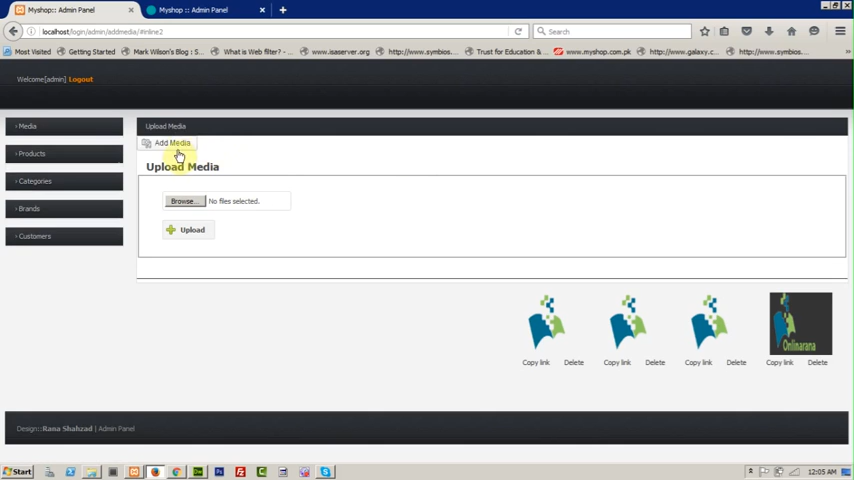 Myshop :: Admin Panel
Myshop :: Admin Panel
localhost/login/admin/addmedia/#inline2
Search
Most Visited
Getting Started
Mark Wilson's Blog : S...
What is Web filter? - ...
www.isaserver.org
http://www.symbios...
Trust for Education &...
www.myshop.com.pk
http://www.galaxy.c...
http://www.symbios...
Welcome[admin] Logout
› Media
Upload Media
Add Media
› Products
Upload Media
› Categories
Browse... No files selected.
› Brands
Upload
› Customers
Onlinarana
Copy link Delete Copy link Delete Copy link Delete Copy link Delete
Design::Rana Shahzad | Admin Panel
Start
12:05 AM